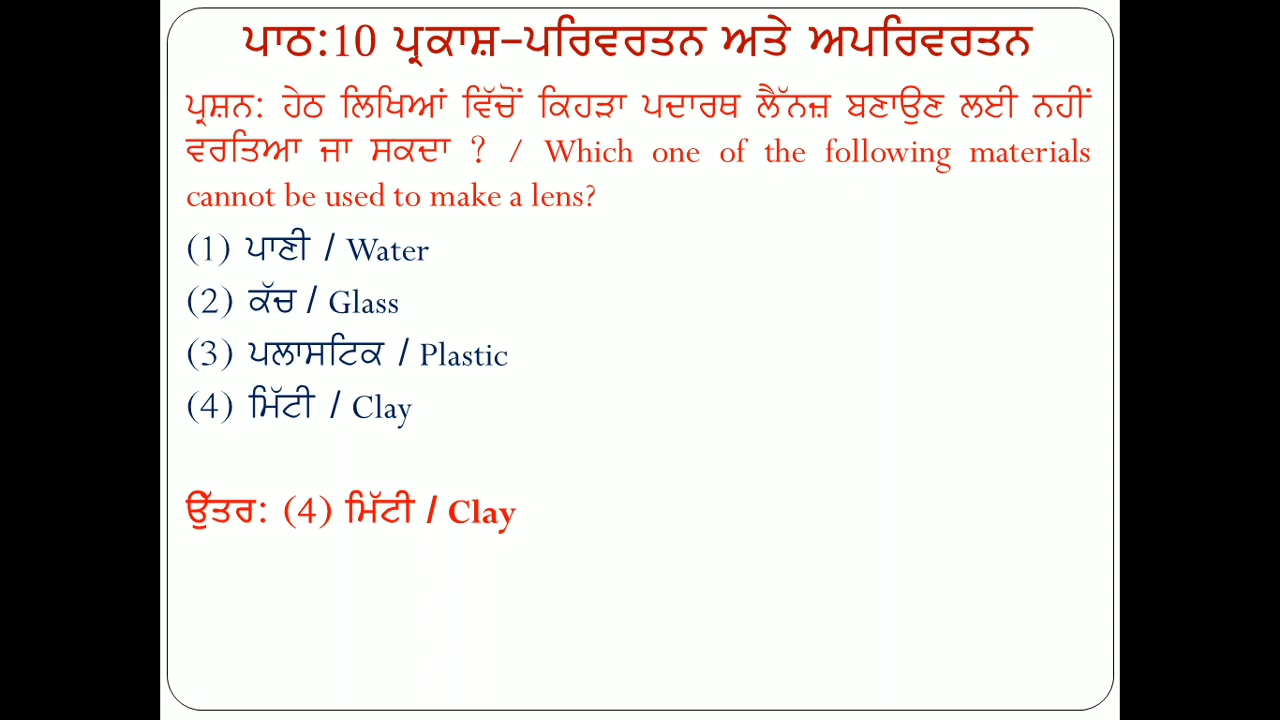 ਪਾਠ:10 ਪ੍ਰਕਾਸ਼-ਪਰਿਵਰਤਨ ਅਤੇ ਅਪਰਿਵਰਤਨ
ਪ੍ਰਸ਼ਨ: ਹੇਠ ਲਿਖਿਆਂ ਵਿੱਚੋਂ ਕਿਹੜਾ ਪਦਾਰਥ ਲੈੱਨਜ਼ ਬਣਾਉਣ ਲਈ ਨਹੀਂ
ਵਰਤਿਆ ਜਾ ਸਕਦਾ ? / Which one of the following materials
cannot be used to make a lens?
(1) ਪਾਣੀ / Water
(2) ਕੱਚ / Glass
(3) ਪਲਾਸਟਿਕ / Plastic
(4) ਮਿੱਟੀ / Clay
ਉੱਤਰ: (4) ਮਿੱਟੀ / Clay